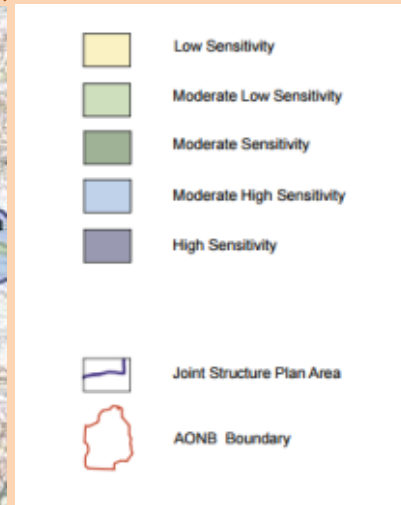 Low Sensitivity
Moderate Low Sensitivity
Moderate Sensitivity
Moderate High Sensitivity
High Sensitivity
Joint Structure Plan Area
AONB Boundary